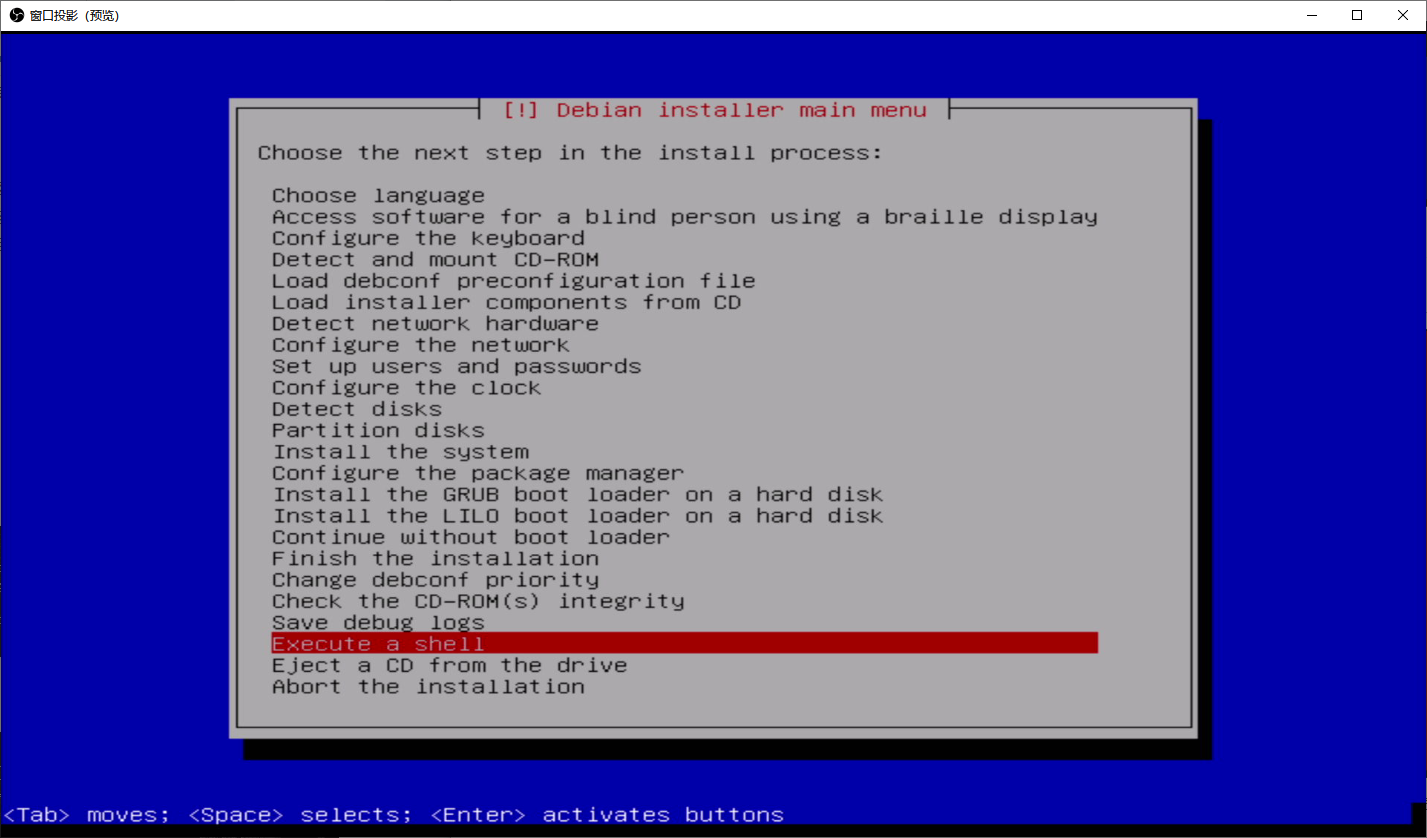 窗口投影 (预览)
[!] Debian installer main menu
Choose the next step in the install process:
Choose language
Access software for a blind person using a braille display
Configure the keyboard
Detect and mount CD-ROM
Load debconf preconfiguration file
Load installer components from CD
Detect network hardware
Configure the network
Set up users and passwords
Configure the clock
Detect disks
Partition disks
Install the system
Configure the package manager
Install the GRUB boot loader on a hard disk
Install the LILO boot loader on a hard disk
Continue without boot loader
Finish the installation
Change debconf priority
Check the CD-ROM(s) integrity
Save debug logs
Execute a shell
Eject a CD from the drive
Abort the installation
<Tab> moves; <Space> selects; <Enter> activates buttons